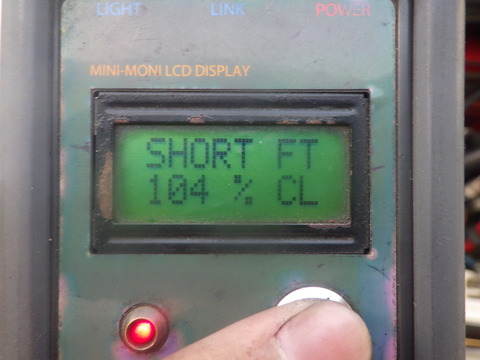 LIGHT LINK POWER
MINI-MONI LCD DISPLAY
SHORT FT
104 % CL